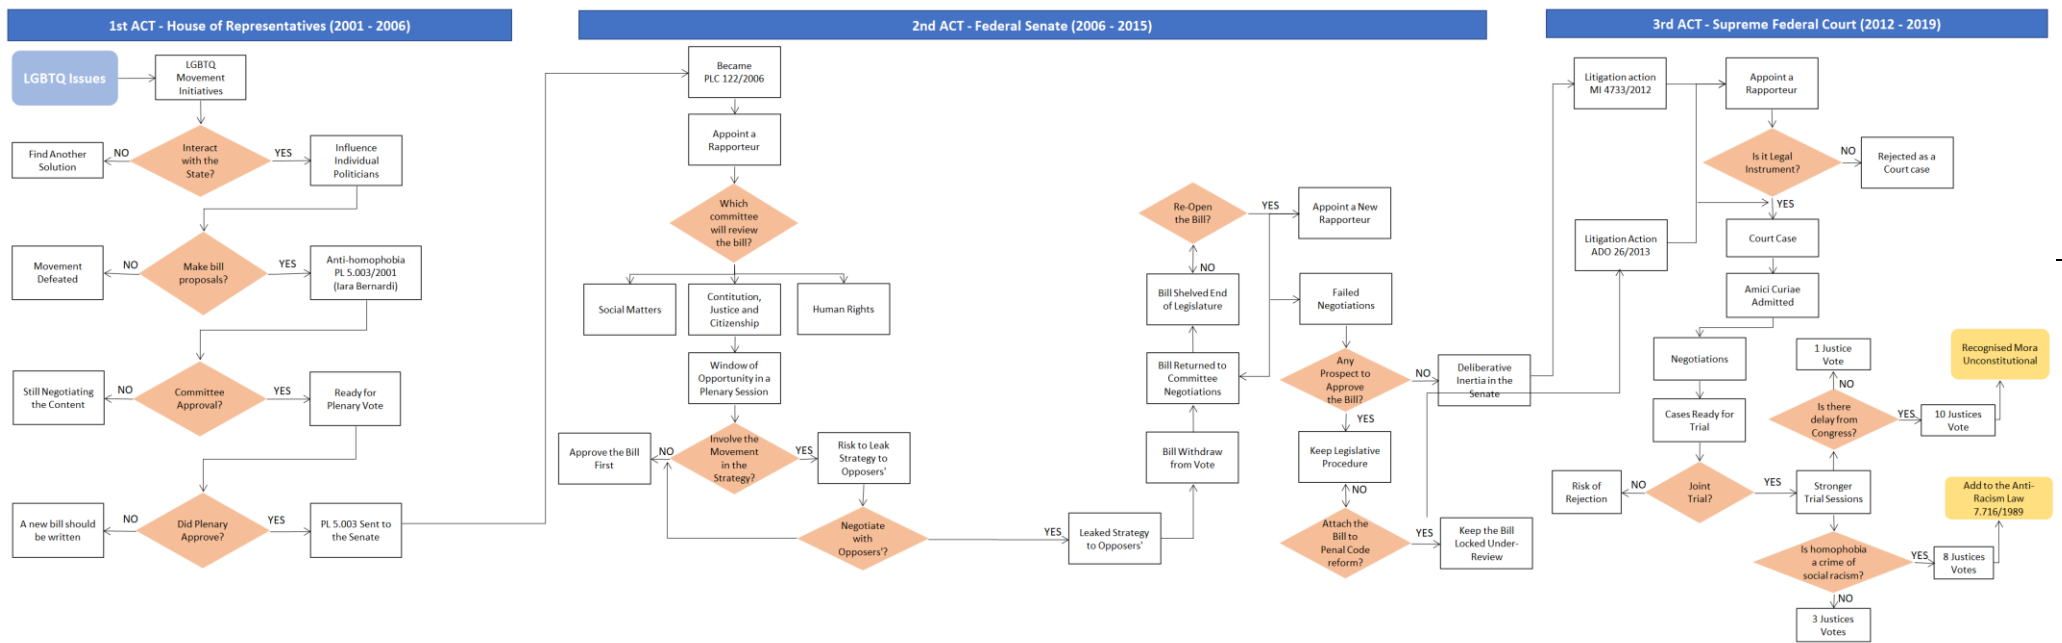 1st ACT - House of Representatives (2001 - 2006)
LGBTQ Issues
LGBTQ
Movement
Initiatives
Interact
with the
State?
NO
Find Another
Solution
YES
Influence
Individual
Politicians
Make bill
proposals?
NO
Movement
Defeated
YES
Anti-homophobia
PL 5.003/2001
(Iara Bernardi)
Committee
Approval?
NO
Still Negotiating
the Content
YES
Ready for
Plenary Vote
Did Plenary
Approve?
NO
A new bill should
be written
YES
PL 5.003 Sent to
the Senate
2nd ACT - Federal Senate (2006 - 2015)
Became
PLC 122/2006
Appoint a
Rapporteur
Which
committee
will review
the bill?
Social Matters
Contitution,
Justice and
Citizenship
Human Rights
Window of
Opportunity in a
Plenary Session
Involve the
Movement
in the
Strategy?
NO
Approve the Bill
First
YES
Risk to Leak
Strategy to
Opposers'
Negotiate
with
Opposers'?
YES
Leaked Strategy
to Opposers'
Bill Withdraw
from Vote
Bill Returned to
Committee
Negotiations
Bill Shelved End
of Legislature
NO
Re-Open
the Bill?
YES
Appoint a New
Rapporteur
Failed
Negotiations
Any
Prospect to
Approve
the Bill?
NO
Deliberative
Inertia in the
Senate
YES
Keep Legislative
Procedure
NO
Attach the
Bill to
Penal Code
reform?
YES
Keep the Bill
Locked Under-
Review
3rd ACT - Supreme Federal Court (2012 - 2019)
Litigation action
MI 4733/2012
Litigation Action
ADO 26/2013
Appoint a
Rapporteur
Is it Legal
Instrument?
NO
Rejected as a
Court case
YES
Court Case
Amici Curiae
Admitted
Negotiations
Cases Ready for
Trial
Joint
Trial?
NO
Risk of
Rejection
YES
Stronger
Trial Sessions
Is there
delay from
Congress?
NO
1 Justice
Vote
YES
10 Justices
Vote
Recognised Mora
Unconstitutional
Is homophobia
a crime of
social racism?
YES
8 Justices
Votes
Add to the Anti-
Racism Law
7.716/1989
NO
3 Justices
Votes